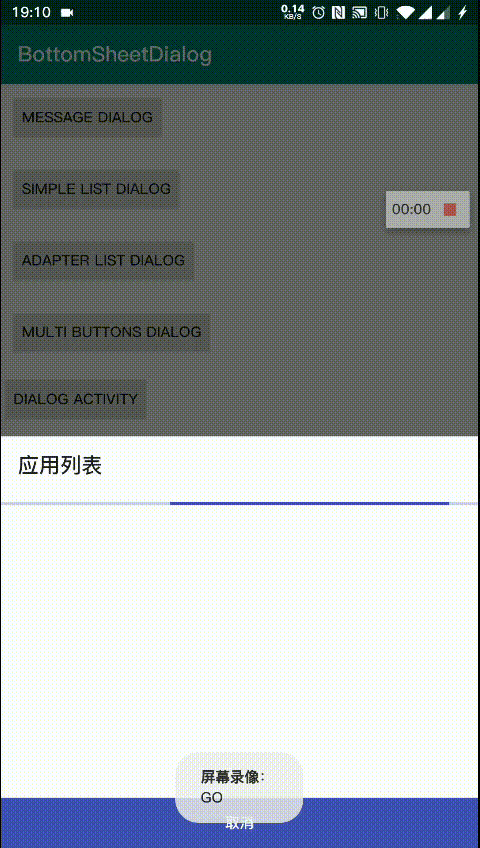 19:10
0.14
KB/S
BottomSheetDialog
MESSAGE DIALOG
SIMPLE LIST DIALOG
00:00
ADAPTER LIST DIALOG
MULTI BUTTONS DIALOG
DIALOG ACTIVITY
应用列表
屏幕录像：
GO
取消